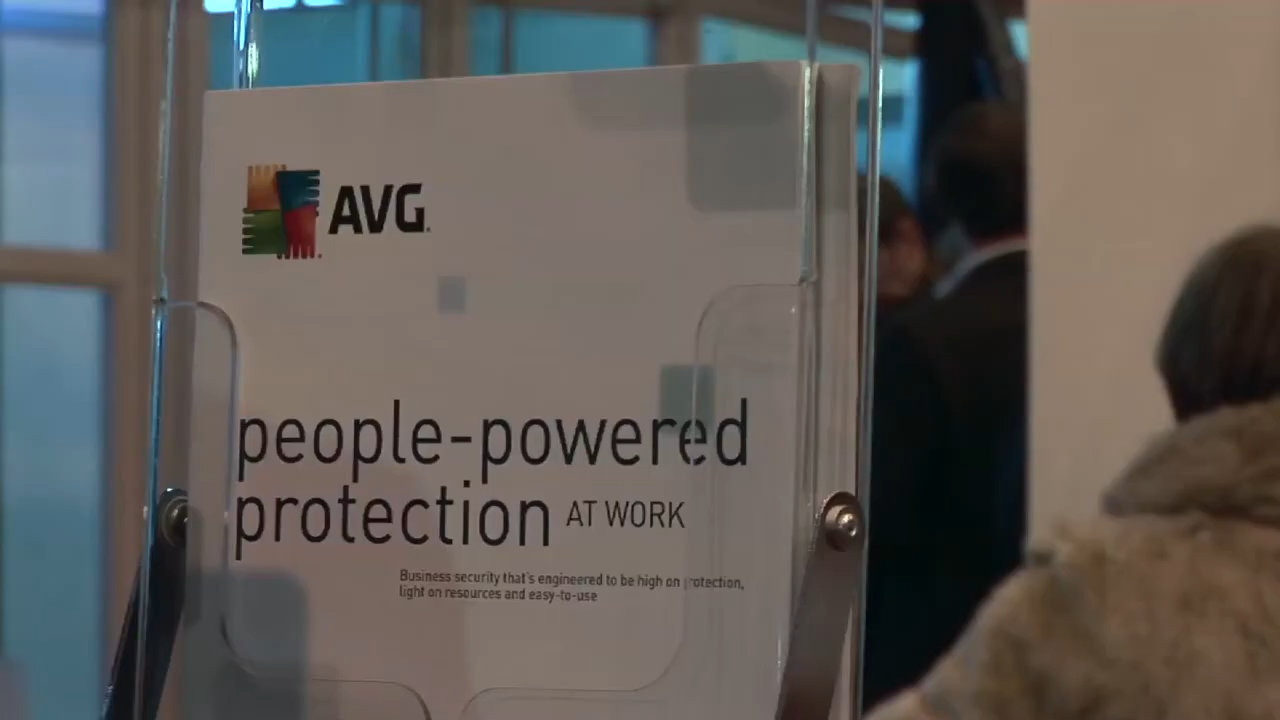 AVG
people-powered
protection AT WORK
Business security that's engineered to be high on protection,
light on resources and easy-to-use